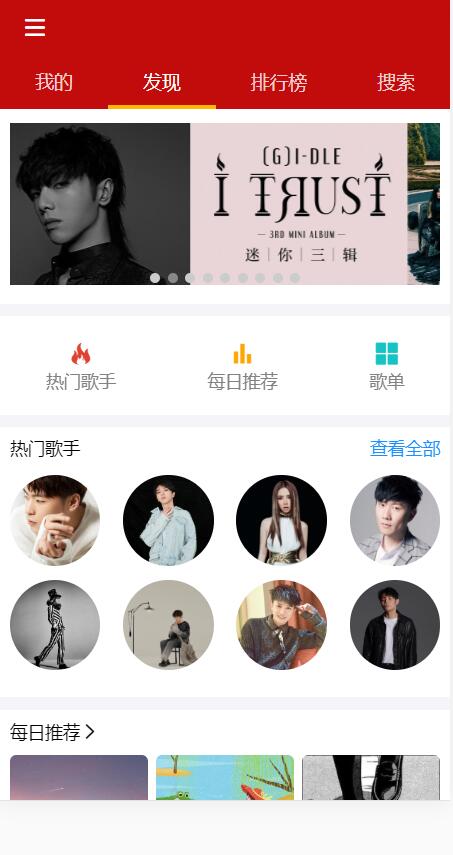 我的 发现 排行榜 搜索
(G)I-DLE
I TRUST
3RD MINI ALBUM
迷|你|三|辑
热门歌手 每日推荐 歌单
热门歌手 查看全部
每日推荐